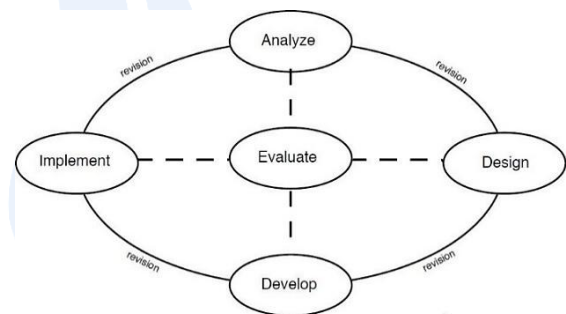 Analyze
revision
revision
Implement
Evaluate
Design
revision
revision
Develop